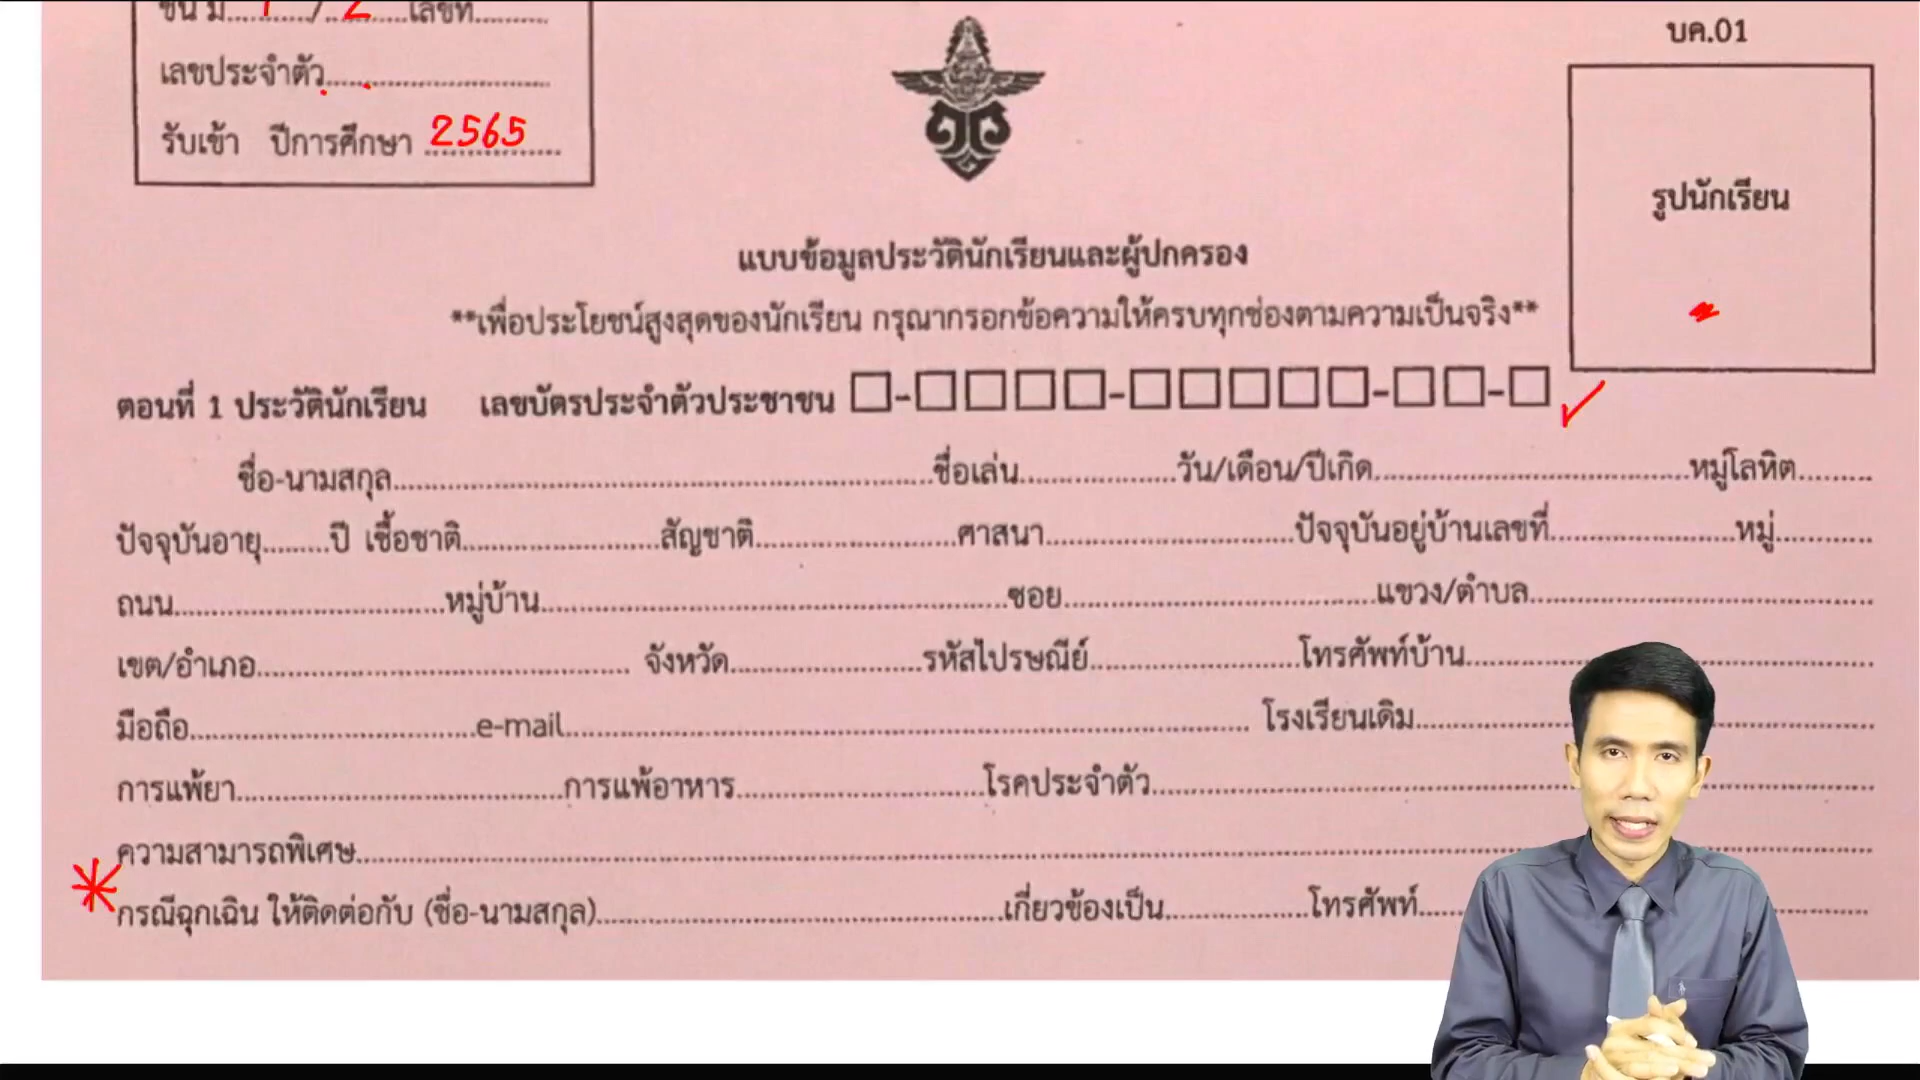 ชั้น ม..........1....../..2..........เลขที่..........
เลขประจำตัว..............................
รับเข้า ปีการศึกษา 2565
บค.01
รูปนักเรียน
แบบข้อมูลประวัตินักเรียนและผู้ปกครอง
**เพื่อประโยชน์สูงสุดของนักเรียน กรุณากรอกข้อความให้ครบทุกช่องตามความเป็นจริง**
ตอนที่ 1 ประวัตินักเรียน เลขบัตรประจำตัวประชาชน □-□□□□-□□□□□-□□-□
ชื่อ-นามสกุล....................ชื่อเล่น....................วัน/เดือน/ปีเกิด....................หมู่โลหิต..........
ปัจจุบันอายุ.........ปี เชื้อชาติ....................สัญชาติ....................ศาสนา....................ปัจจุบันอยู่บ้านเลขที่....................หมู่..........
ถนน....................หมู่บ้าน....................ซอย....................แขวง/ตำบล....................
เขต/อำเภอ.................... จังหวัด....................รหัสไปรษณีย์....................โทรศัพท์บ้าน....................
มือถือ....................e-mail.................... โรงเรียนเดิม....................
การแพ้ยา....................การแพ้อาหาร....................โรคประจำตัว....................
ความสามารถพิเศษ....................
กรณีฉุกเฉิน ให้ติดต่อกับ (ชื่อ-นามสกุล)....................เกี่ยวข้องเป็น....................โทรศัพท์....................